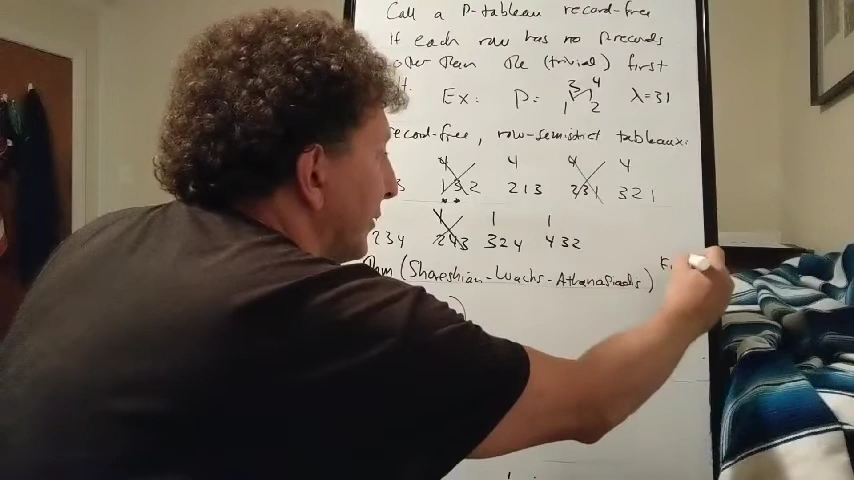 Call a P-tableau record-free
if each row has no P-records
other than the (trivial) first
Ex: P: 3 4 1 2 λ=31
record-free, row-semistrict tableaux:
4 4 4 4
3 132 213 231 321
1 1 1
234 243 324 432
Thm (Shareshian-Wachs-Athanasiadis)